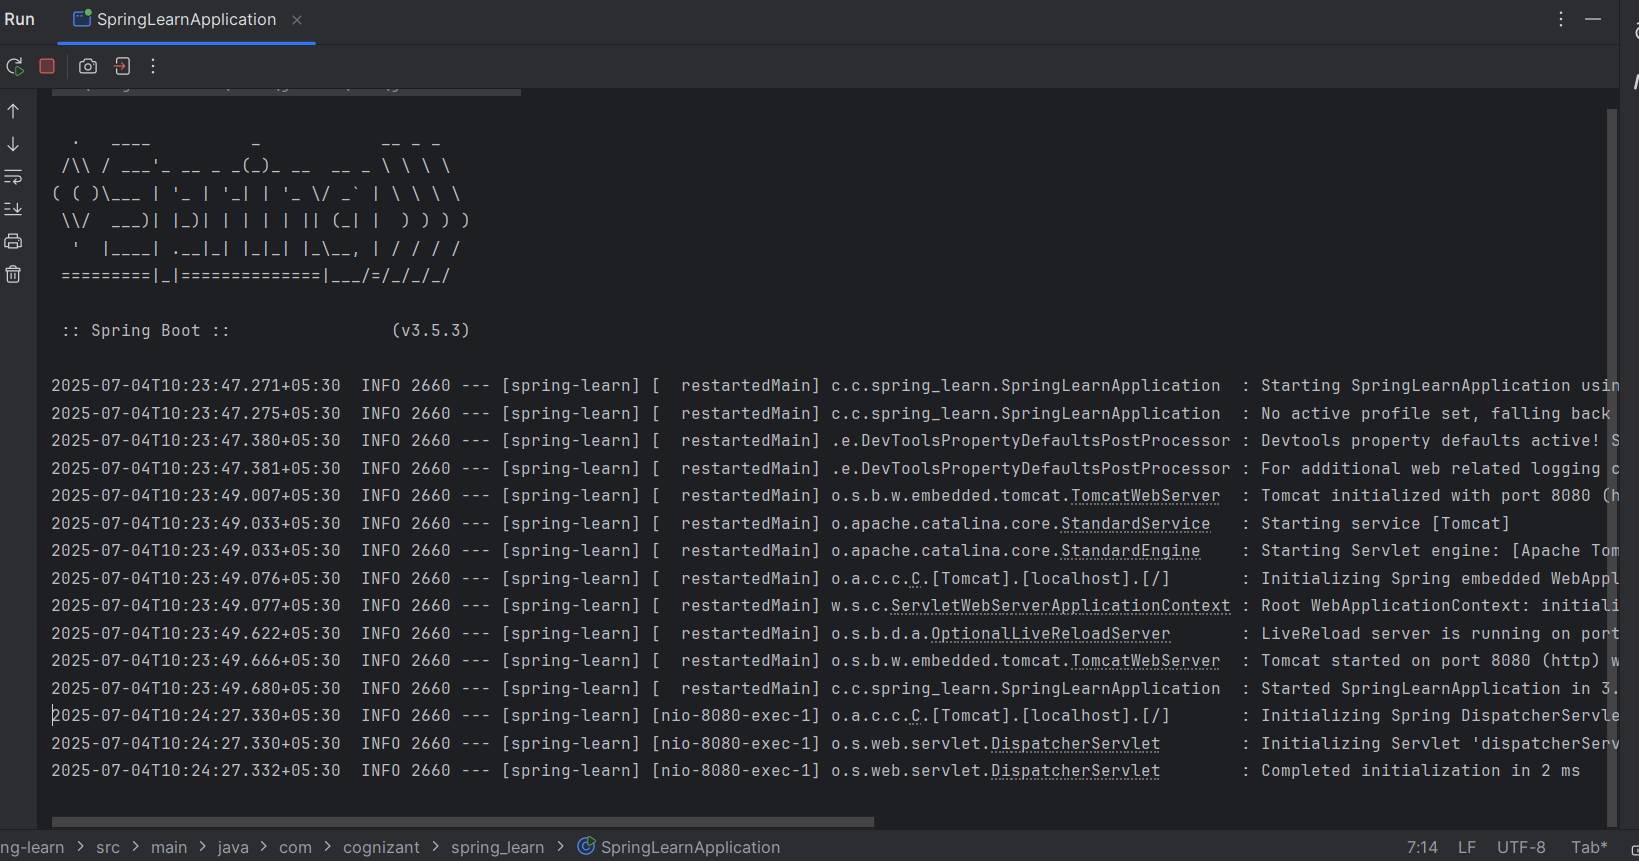 Run SpringLearnApplication
  .   ____          _            __ _ _
 /\\ / ___'_ __ _ _(_)_ __  __ _ \ \ \ \
( ( )\___ | '_ | '_| | '_ \/ _` | \ \ \ \
 \\/  ___)| |_)| | | | | || (_| |  ) ) ) )
  '  |____| .__|_| |_|_| |_\__, | / / / /
 =========|_|==============|___/=/_/_/_/
 :: Spring Boot ::                (v3.5.3)
2025-07-04T10:23:47.271+05:30  INFO 2660 --- [spring-learn] [  restartedMain] c.c.spring_learn.SpringLearnApplication  : Starting SpringLearnApplication usin
2025-07-04T10:23:47.275+05:30  INFO 2660 --- [spring-learn] [  restartedMain] c.c.spring_learn.SpringLearnApplication  : No active profile set, falling back
2025-07-04T10:23:47.380+05:30  INFO 2660 --- [spring-learn] [  restartedMain] .e.DevToolsPropertyDefaultsPostProcessor : Devtools property defaults active! S
2025-07-04T10:23:47.381+05:30  INFO 2660 --- [spring-learn] [  restartedMain] .e.DevToolsPropertyDefaultsPostProcessor : For additional web related logging c
2025-07-04T10:23:49.007+05:30  INFO 2660 --- [spring-learn] [  restartedMain] o.s.b.w.embedded.tomcat.TomcatWebServer  : Tomcat initialized with port 8080 (h
2025-07-04T10:23:49.033+05:30  INFO 2660 --- [spring-learn] [  restartedMain] o.apache.catalina.core.StandardService   : Starting service [Tomcat]
2025-07-04T10:23:49.033+05:30  INFO 2660 --- [spring-learn] [  restartedMain] o.apache.catalina.core.StandardEngine    : Starting Servlet engine: [Apache Tom
2025-07-04T10:23:49.076+05:30  INFO 2660 --- [spring-learn] [  restartedMain] o.a.c.c.C.[Tomcat].[localhost].[/]       : Initializing Spring embedded WebAppl
2025-07-04T10:23:49.077+05:30  INFO 2660 --- [spring-learn] [  restartedMain] w.s.c.ServletWebServerApplicationContext : Root WebApplicationContext: initiali
2025-07-04T10:23:49.622+05:30  INFO 2660 --- [spring-learn] [  restartedMain] o.s.b.d.a.OptionalLiveReloadServer       : LiveReload server is running on port
2025-07-04T10:23:49.666+05:30  INFO 2660 --- [spring-learn] [  restartedMain] o.s.b.w.embedded.tomcat.TomcatWebServer  : Tomcat started on port 8080 (http) w
2025-07-04T10:23:49.680+05:30  INFO 2660 --- [spring-learn] [  restartedMain] c.c.spring_learn.SpringLearnApplication  : Started SpringLearnApplication in 3.
2025-07-04T10:24:27.330+05:30  INFO 2660 --- [spring-learn] [nio-8080-exec-1] o.a.c.c.C.[Tomcat].[localhost].[/]       : Initializing Spring DispatcherServle
2025-07-04T10:24:27.330+05:30  INFO 2660 --- [spring-learn] [nio-8080-exec-1] o.s.web.servlet.DispatcherServlet        : Initializing Servlet 'dispatcherServ
2025-07-04T10:24:27.332+05:30  INFO 2660 --- [spring-learn] [nio-8080-exec-1] o.s.web.servlet.DispatcherServlet        : Completed initialization in 2 ms
ng-learn > src > main > java > com > cognizant > spring_learn > SpringLearnApplication 7:14 LF UTF-8 Tab*